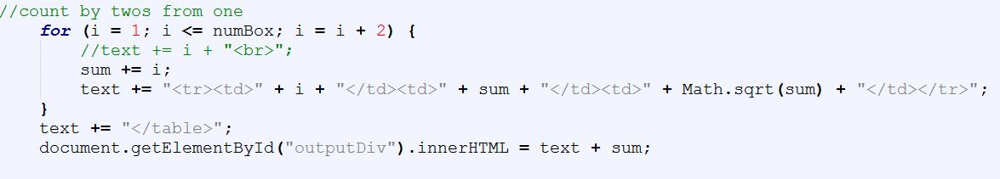 //count by twos from one
for (i = 1; i <= numBox; i = i + 2) {
//text += i + "<br>";
sum += i;
text += "<tr><td>" + i + "</td><td>" + sum + "</td><td>" + Math.sqrt(sum) + "</td></tr>";
}
text += "</table>";
document.getElementById("outputDiv").innerHTML = text + sum;